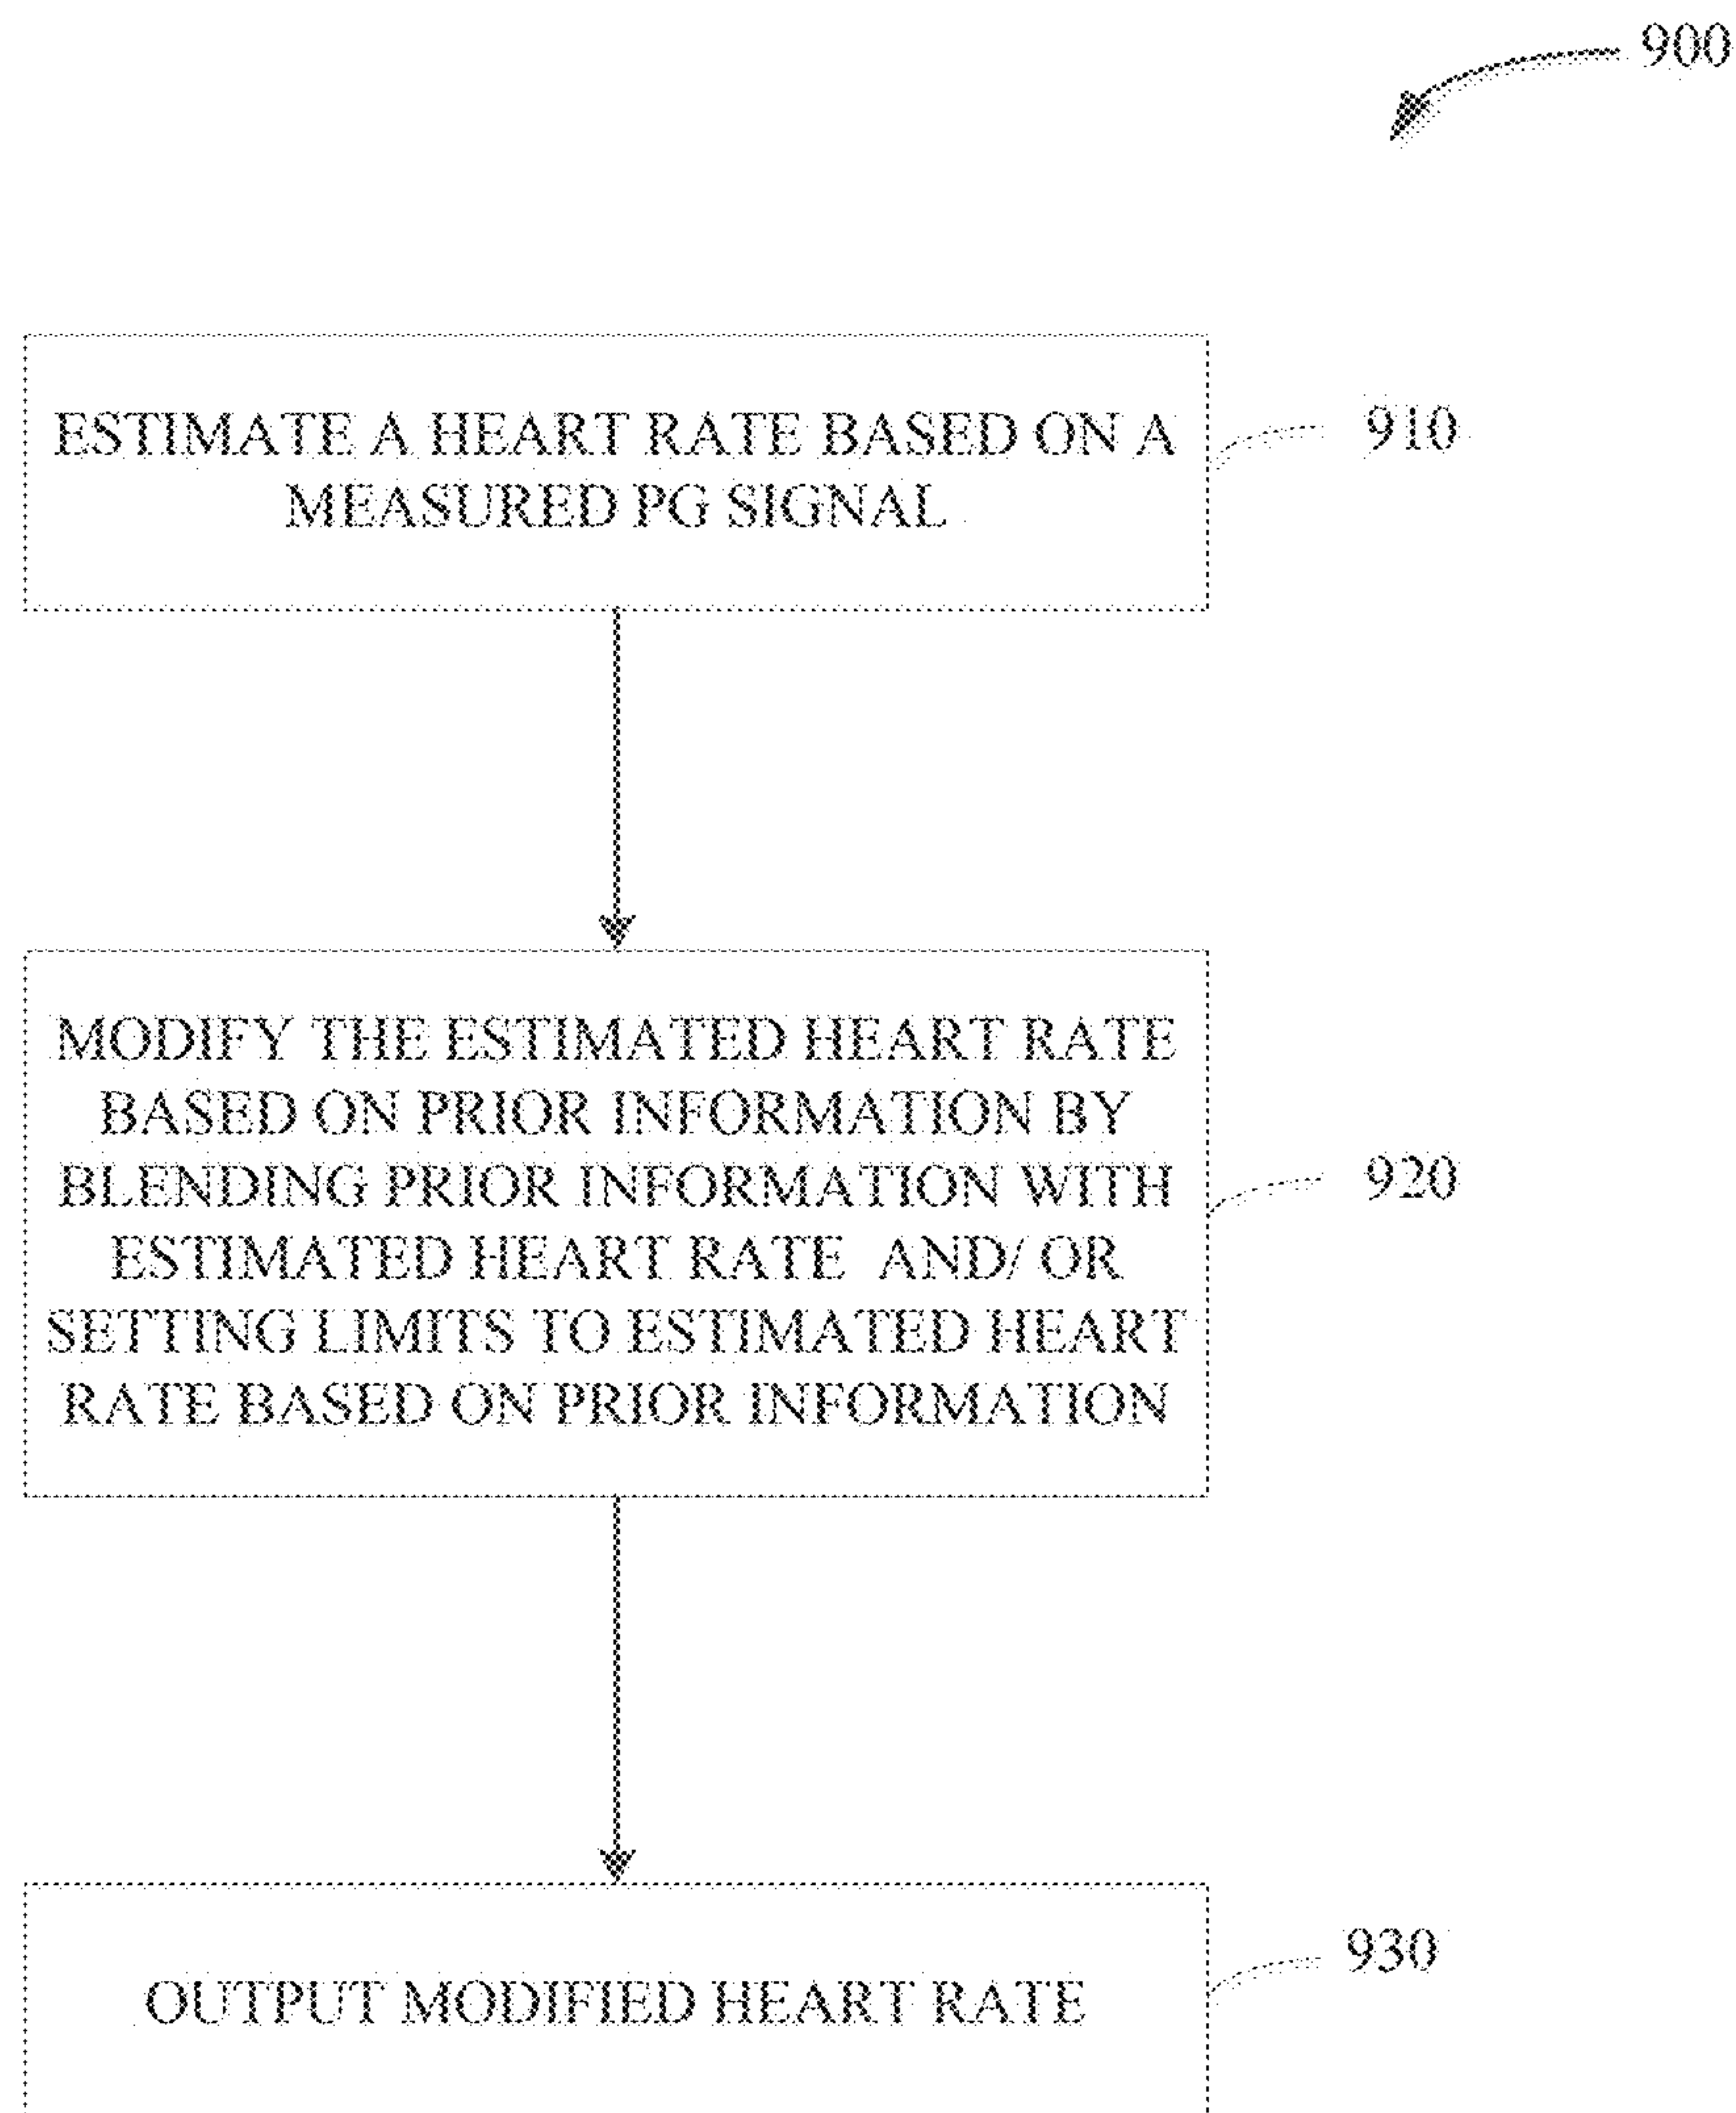 900
ESTIMATE A HEART RATE BASED ON A
MEASURED PG SIGNAL
910
MODIFY THE ESTIMATED HEART RATE
BASED ON PRIOR INFORMATION BY
BLENDING PRIOR INFORMATION WITH
ESTIMATED HEART RATE AND/ OR
SETTING LIMITS TO ESTIMATED HEART
RATE BASED ON PRIOR INFORMATION
920
OUTPUT MODIFIED HEART RATE
930